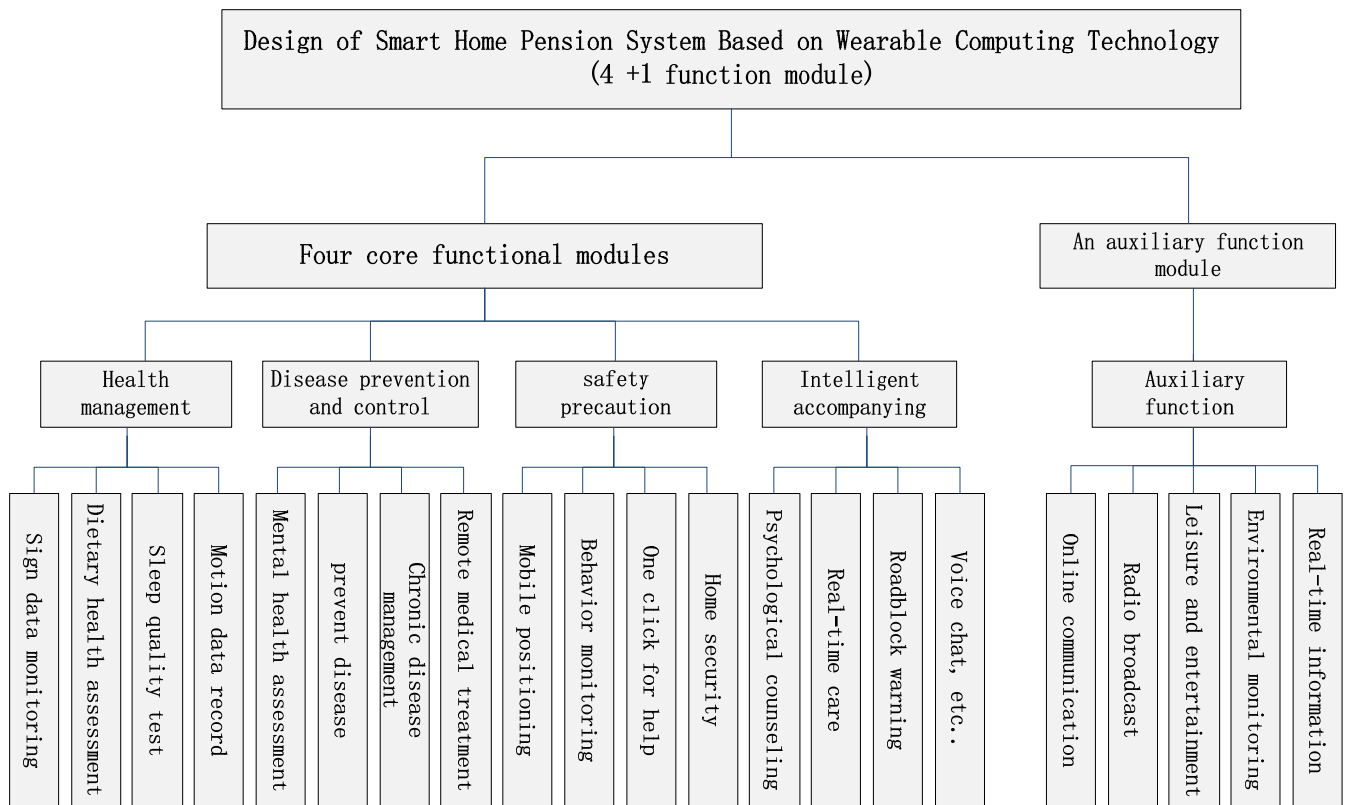 Design of Smart Home Pension System Based on Wearable Computing Technology
(4 +1 function module)
Four core functional modules
An auxiliary function
module
Health
management
Disease prevention
and control
safety
precaution
Intelligent
accompanying
Auxiliary
function
Sign data monitoring
Dietary health assessment
Sleep quality test
Motion data record
Mental health assessment
prevent disease
Chronic disease
management
Remote medical treatment
Mobile positioning
Behavior monitoring
One click for help
Home security
Psychological counseling
Real-time care
Roadblock warning
Voice chat, etc..
Online communication
Radio broadcast
Leisure and entertainment
Environmental monitoring
Real-time information